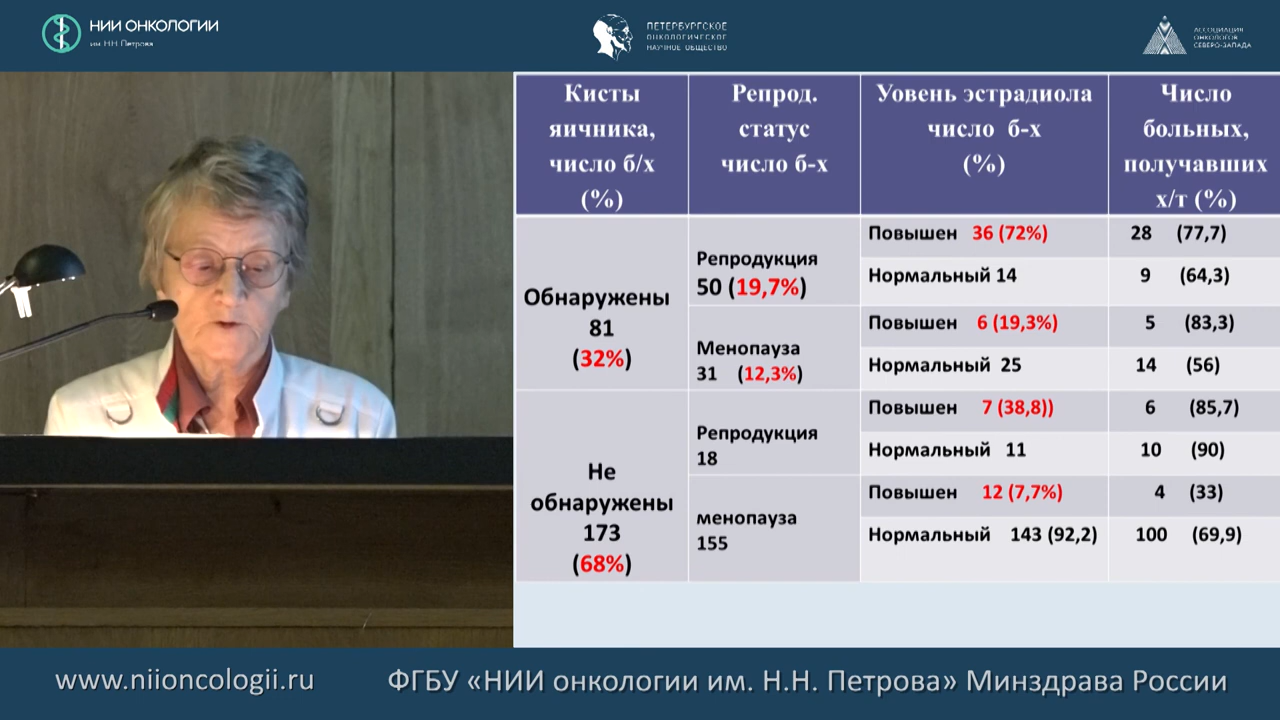 НИИ ОНКОЛОГИИ
им. Н.Н. Петрова
ПЕТЕРБУРГСКОЕ
ОНКОЛОГИЧЕСКОЕ
НАУЧНОЕ ОБЩЕСТВО
АССОЦИАЦИЯ
ОНКОЛОГОВ
СЕВЕРО-ЗАПАДА
Кисты
яичника,
число б/х
(%)
Репрод.
статус
число б-х
Уовень эстрадиола
число б-х
(%)
Число
больных,
получавших
х/т (%)
Обнаружены
81
(32%)
Репродукция
50 (19,7%)
Повышен 36 (72%)
28 (77,7)
Нормальный 14
9 (64,3)
Менопауза
31 (12,3%)
Повышен 6 (19,3%)
5 (83,3)
Нормальный 25
14 (56)
Не
обнаружены
173
(68%)
Репродукция
18
Повышен 7 (38,8))
6 (85,7)
Нормальный 11
10 (90)
менопауза
155
Повышен 12 (7,7%)
4 (33)
Нормальный 143 (92,2)
100 (69,9)
www.niioncologii.ru
ФГБУ «НИИ онкологии им. Н.Н. Петрова» Минздрава России